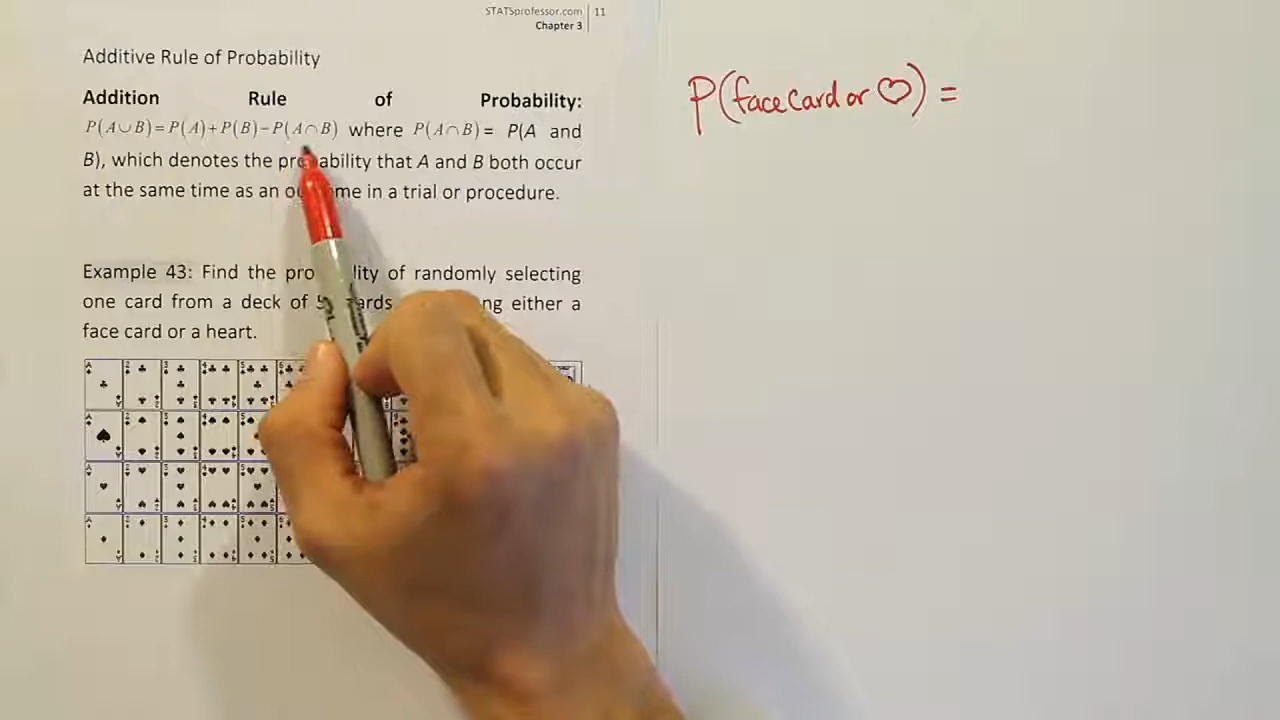 STATSprofessor.com 11
Chapter 3
Additive Rule of Probability
Addition Rule of Probability:
P(A∪B)=P(A)+P(B)−P(A∩B) where P(A∩B)= P(A and
B), which denotes the probability that A and B both occur
at the same time as an me in a trial or procedure.
Example 43: Find the pro lity of randomly selecting
one card from a deck of 5 ards ng either a
face card or a heart.
P(face card or ♡) =